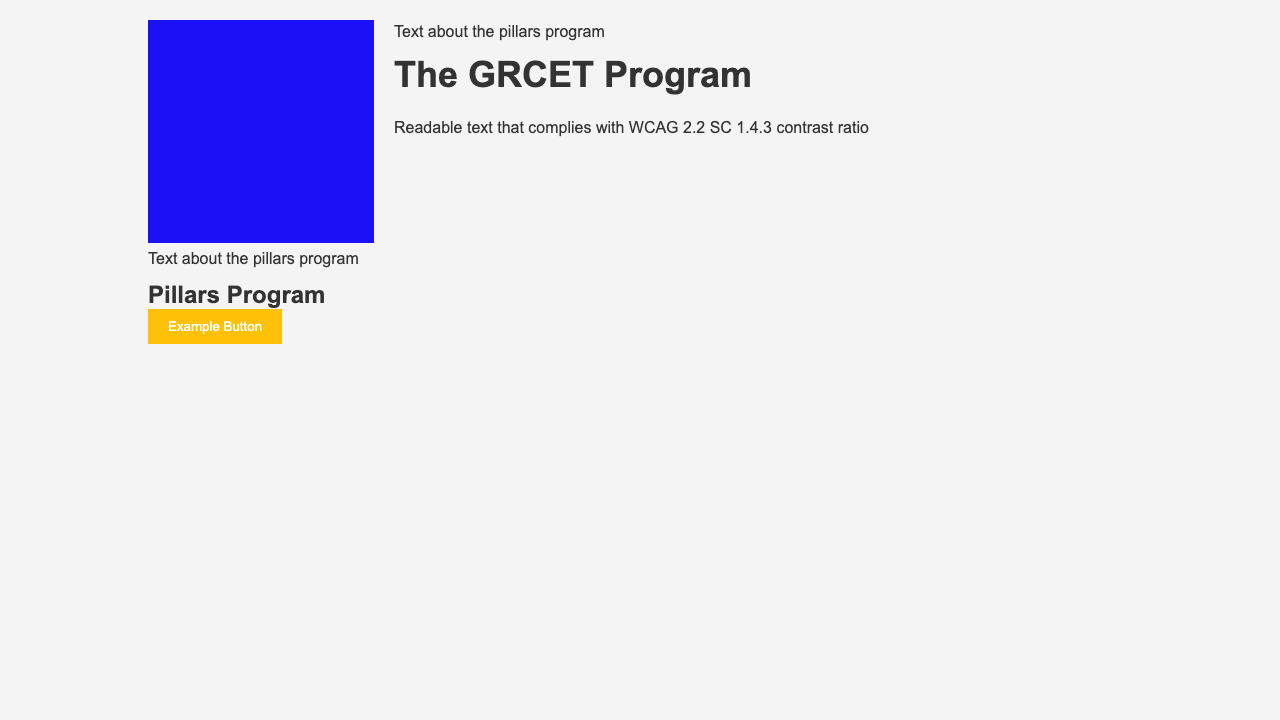 Text about the pillars program
Pillars Program
Example Button
Text about the pillars program
The GRCET Program
Readable text that complies with WCAG 2.2 SC 1.4.3 contrast ratio